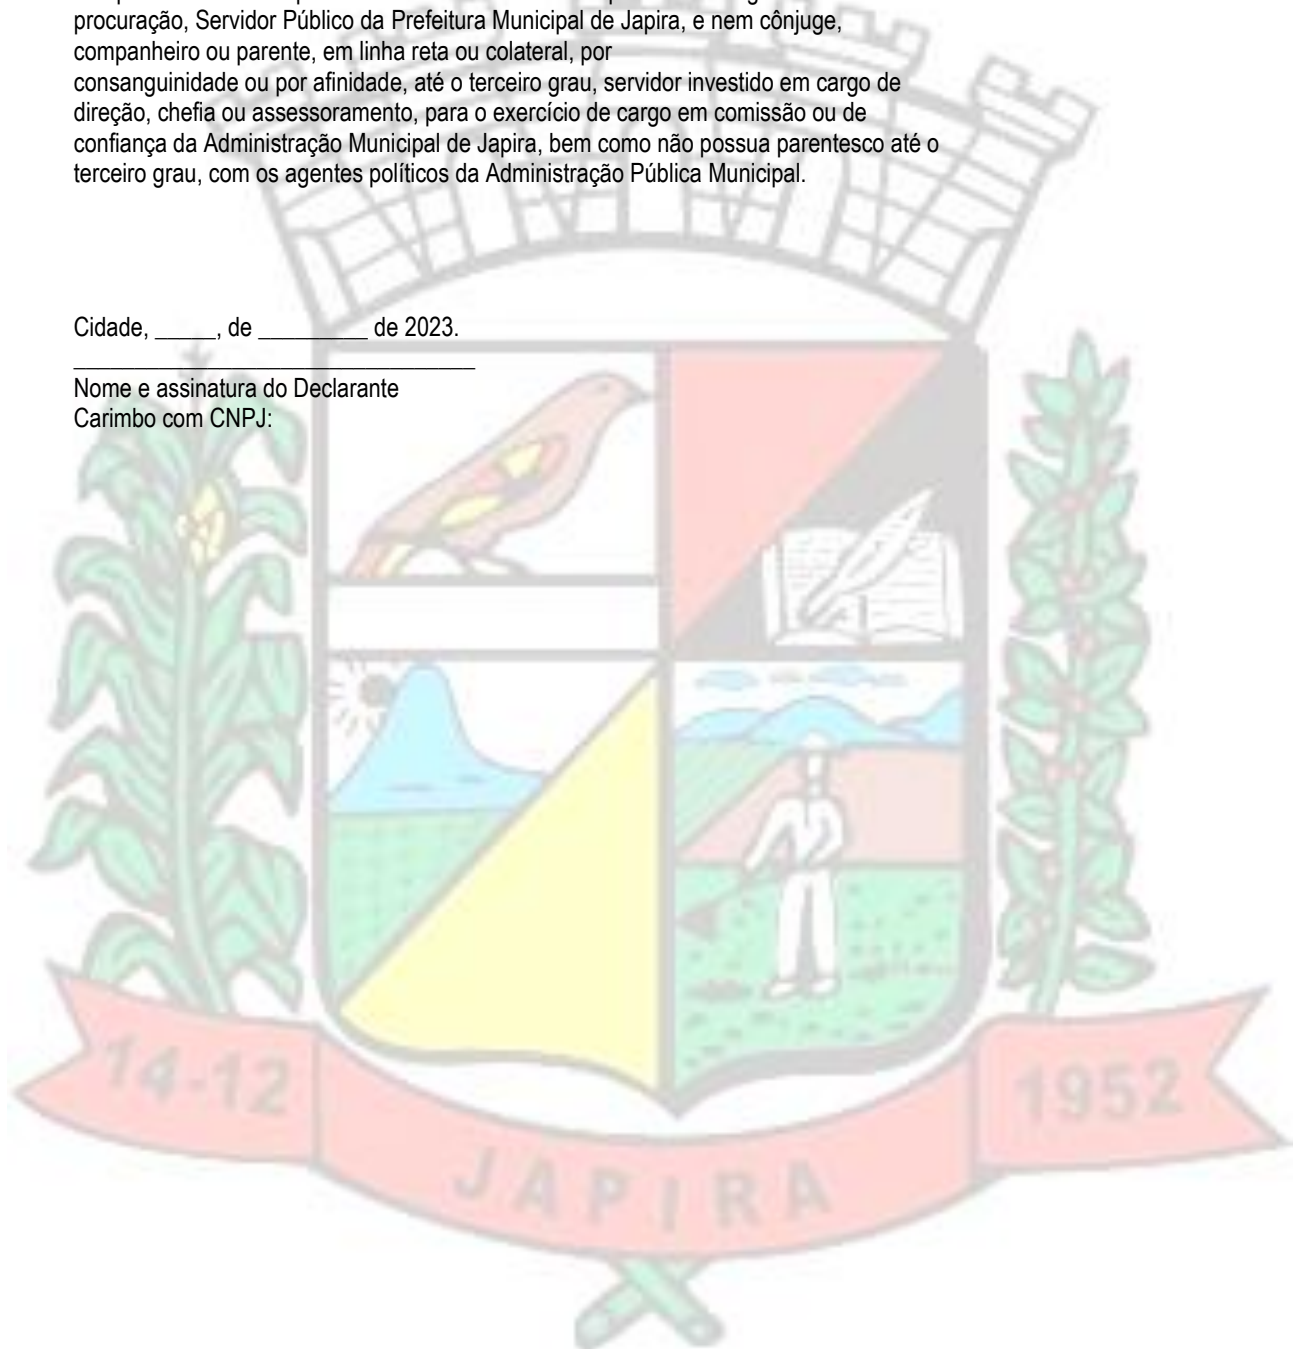 procuração, Servidor Público da Prefeitura Municipal de Japira, e nem cônjuge,
companheiro ou parente, em linha reta ou colateral, por
consanguinidade ou por afinidade, até o terceiro grau, servidor investido em cargo de
direção, chefia ou assessoramento, para o exercício de cargo em comissão ou de
confiança da Administração Municipal de Japira, bem como não possua parentesco até o
terceiro grau, com os agentes políticos da Administração Pública Municipal.
Cidade, _____, de _________ de 2023.
_________________________________
Nome e assinatura do Declarante
Carimbo com CNPJ:
14-12
1952
JAPIRA